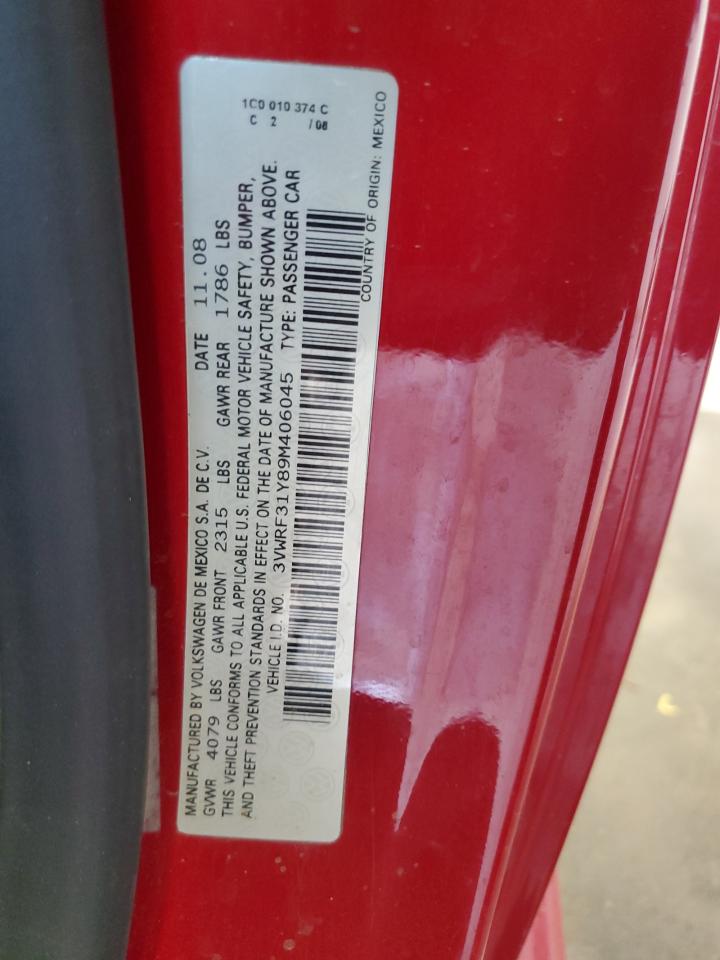 1C0 010 374 C
C 2 /08
MANUFACTURED BY VOLKSWAGEN DE MEXICO S.A. DE C.V. DATE 11.08
GVWR 4079 LBS GAWR FRONT 2315 LBS GAWR REAR 1786 LBS
THIS VEHICLE CONFORMS TO ALL APPLICABLE U.S. FEDERAL MOTOR VEHICLE SAFETY, BUMPER,
AND THEFT PREVENTION STANDARDS IN EFFECT ON THE DATE OF MANUFACTURE SHOWN ABOVE.
VEHICLE I.D. NO. 3VWRF31Y89M406045 TYPE: PASSENGER CAR
COUNTRY OF ORIGIN: MEXICO